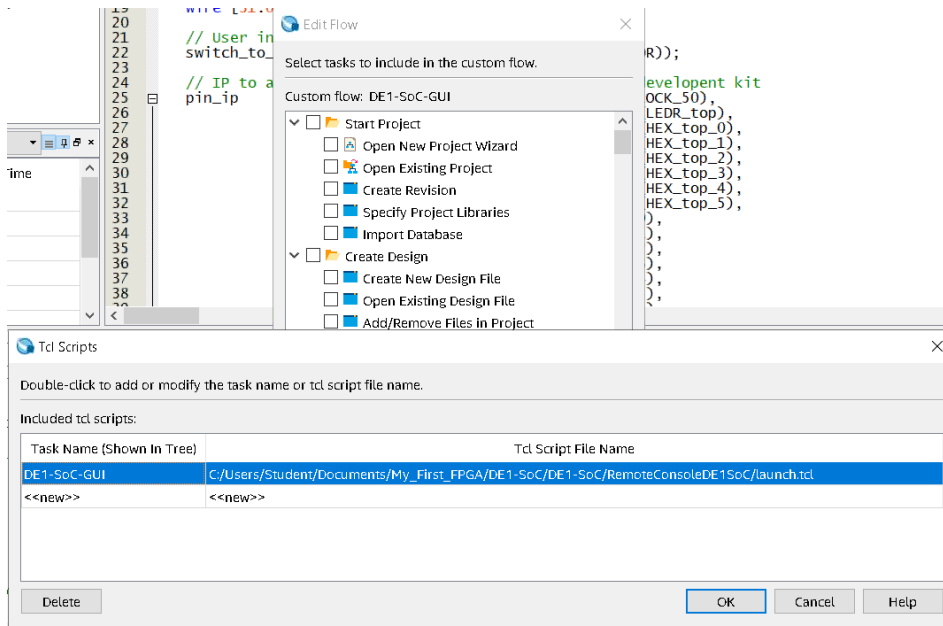 19
20
21 // User in
22 switch_to_ R));
23
24 // IP to a evelopent kit
25 pin_ip OCK_50),
26 LEDR_top),
27 HEX_top_0),
28 HEX_top_1),
29 HEX_top_2),
30 HEX_top_3),
31 HEX_top_4),
32 HEX_top_5),
33 ),
34 ),
35 ),
36 ),
37 ),
38 ),
Time
Edit Flow
Select tasks to include in the custom flow.
Custom flow: DE1-SoC-GUI
Start Project
Open New Project Wizard
Open Existing Project
Create Revision
Specify Project Libraries
Import Database
Create Design
Create New Design File
Open Existing Design File
Add/Remove Files in Project
Tcl Scripts
Double-click to add or modify the task name or tcl script file name.
Included tcl scripts:
Task Name (Shown In Tree) Tcl Script File Name
DE1-SoC-GUI C:/Users/Student/Documents/My_First_FPGA/DE1-SoC/DE1-SoC/RemoteConsoleDE1SoC/launch.tcl
<<new>> <<new>>
Delete OK Cancel Help